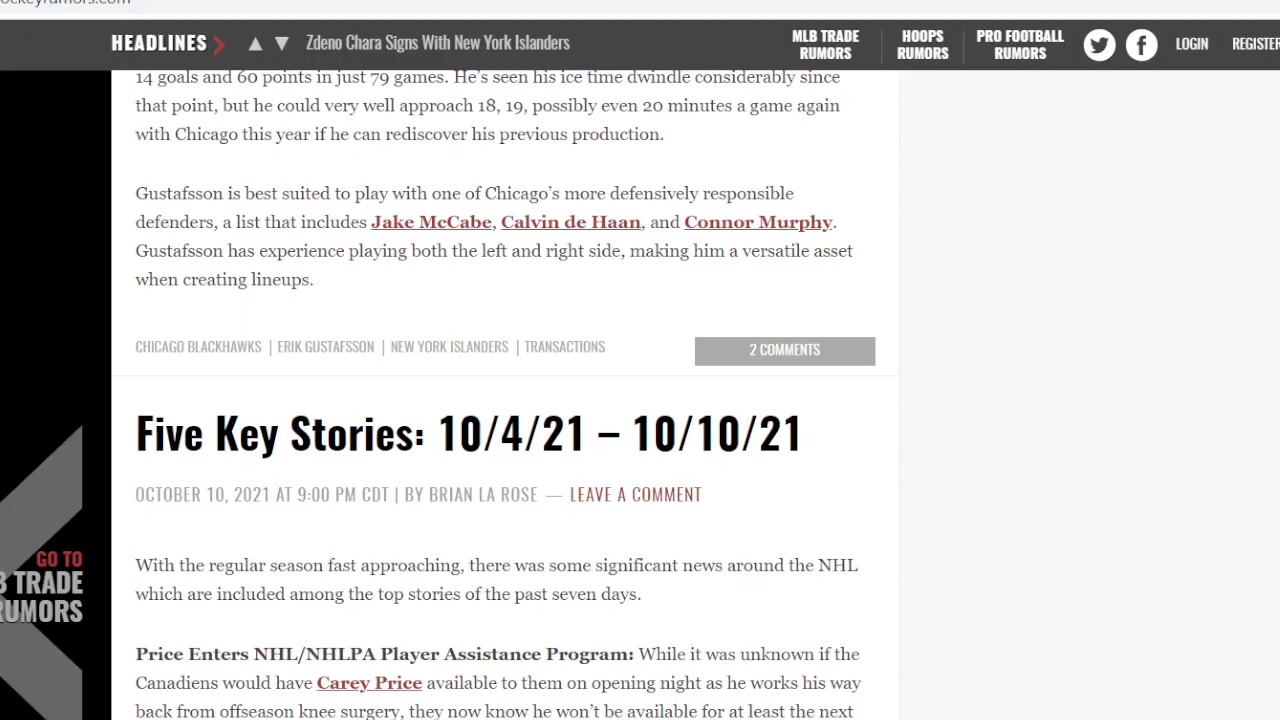 HEADLINES
Zdeno Chara Signs With New York Islanders
MLB TRADE
RUMORS
HOOPS
RUMORS
PRO FOOTBALL
RUMORS
LOGIN
REGISTER
14 goals and 60 points in just 79 games. He’s seen his ice time dwindle considerably since
that point, but he could very well approach 18, 19, possibly even 20 minutes a game again
with Chicago this year if he can rediscover his previous production.
Gustafsson is best suited to play with one of Chicago’s more defensively responsible
defenders, a list that includes Jake McCabe, Calvin de Haan, and Connor Murphy.
Gustafsson has experience playing both the left and right side, making him a versatile asset
when creating lineups.
CHICAGO BLACKHAWKS | ERIK GUSTAFSSON | NEW YORK ISLANDERS | TRANSACTIONS
2 COMMENTS
Five Key Stories: 10/4/21 – 10/10/21
OCTOBER 10, 2021 AT 9:00 PM CDT | BY BRIAN LA ROSE — LEAVE A COMMENT
With the regular season fast approaching, there was some significant news around the NHL
which are included among the top stories of the past seven days.
Price Enters NHL/NHLPA Player Assistance Program: While it was unknown if the
Canadiens would have Carey Price available to them on opening night as he works his way
back from offseason knee surgery, they now know he won’t be available for at least the next
GO TO
B TRADE
RUMORS